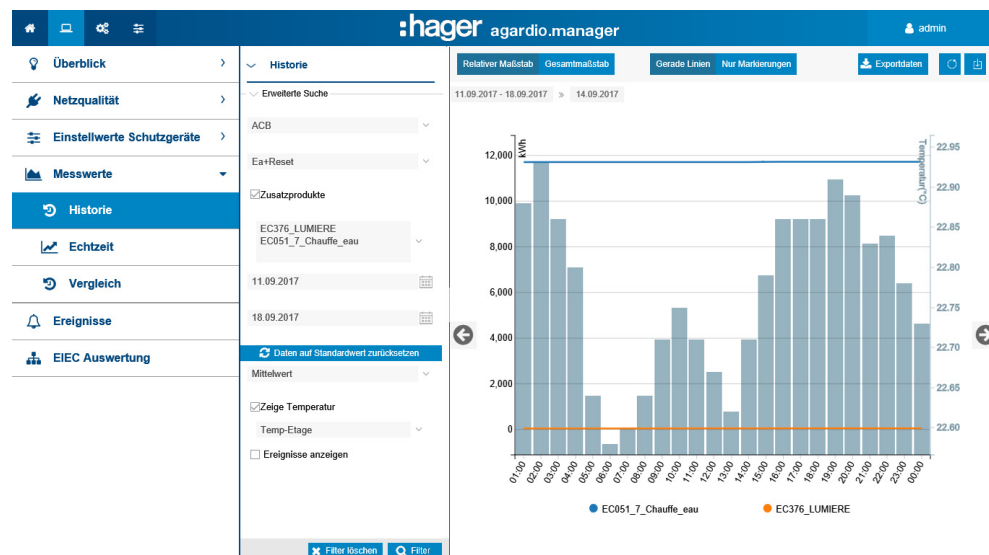 :hager agardio.manager
admin
Überblick
Netzqualität
Einstellwerte Schutzgeräte
Messwerte
Historie
Echtzeit
Vergleich
Ereignisse
EIEC Auswertung
Historie
Erweiterte Suche
ACB
Ea+Reset
Zusatzprodukte
EC376_LUMIERE
EC051_7_Chauffe_eau
11.09.2017
18.09.2017
Daten auf Standardwert zurücksetzen
Mittelwert
Zeige Temperatur
Temp-Etage
Ereignisse anzeigen
Filter löschen
Filter
Relativer Maßstab
Gesamtmaßstab
Gerade Linien
Nur Markierungen
Exportdaten
11.09.2017 - 18.09.2017 » 14.09.2017
kWh
12,000
10,000
8,000
6,000
4,000
2,000
0
Temperatur(°C)
22.95
22.90
22.85
22.80
22.75
22.70
22.65
22.60
01:00
02:00
03:00
04:00
05:00
06:00
07:00
08:00
09:00
10:00
11:00
12:00
13:00
14:00
15:00
16:00
17:00
18:00
19:00
20:00
21:00
22:00
23:00
00:00
EC051_7_Chauffe_eau
EC376_LUMIERE